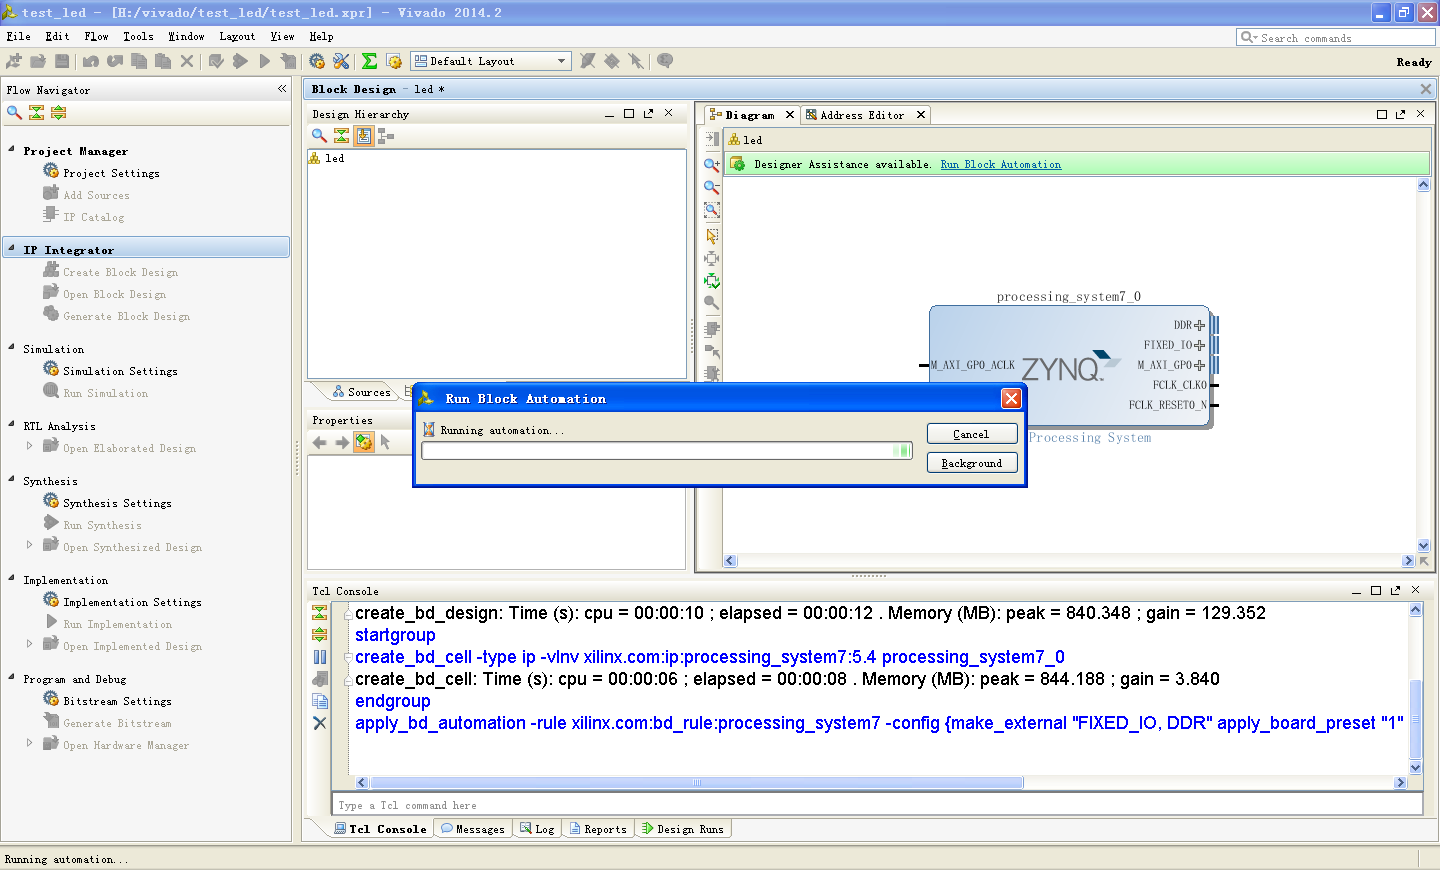 test_led - [H:/vivado/test_led/test_led.xpr] - Vivado 2014.2
File Edit Flow Tools Window Layout View Help
Search commands
Default Layout
Ready
Flow Navigator
Project Manager
Project Settings
Add Sources
IP Catalog
IP Integrator
Create Block Design
Open Block Design
Generate Block Design
Simulation
Simulation Settings
Run Simulation
RTL Analysis
Open Elaborated Design
Synthesis
Synthesis Settings
Run Synthesis
Open Synthesized Design
Implementation
Implementation Settings
Run Implementation
Open Implemented Design
Program and Debug
Bitstream Settings
Generate Bitstream
Open Hardware Manager
Block Design - led *
Design Hierarchy
led
Sources
Properties
Diagram
Address Editor
led
Designer Assistance available. Run Block Automation
processing_system7_0
DDR
FIXED_IO
M_AXI_GP0_ACLK
ZYNQ
M_AXI_GP0
FCLK_CLK0
FCLK_RESET0_N
Processing System
Run Block Automation
Running automation...
Cancel
Background
Tcl Console
create_bd_design: Time (s): cpu = 00:00:10 ; elapsed = 00:00:12 . Memory (MB): peak = 840.348 ; gain = 129.352
startgroup
create_bd_cell -type ip -vlnv xilinx.com:ip:processing_system7:5.4 processing_system7_0
create_bd_cell: Time (s): cpu = 00:00:06 ; elapsed = 00:00:08 . Memory (MB): peak = 844.188 ; gain = 3.840
endgroup
apply_bd_automation -rule xilinx.com:bd_rule:processing_system7 -config {make_external "FIXED_IO, DDR" apply_board_preset "1"
Type a Tcl command here
Tcl Console Messages Log Reports Design Runs
Running automation...